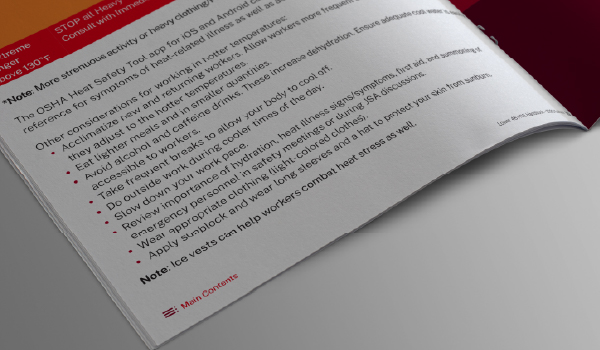 STOP all Heavy
Consult with Immed
treme
nger
bove 130°F
*Note: More strenuous activity or heavy clothing/
The OSHA Heat Safety Tool app for iOS and Android c
reference for symptoms of heat-related illness as well as
Other considerations for working in hotter temperatures:
• Acclimatize new and returning workers. Allow workers more frequent
they adjust to the hotter temperatures.
• Eat lighter meals and in smaller quantities.
• Avoid alcohol and caffeine drinks. These increase dehydration. Ensure adequate cool water
accessible to workers.
• Take frequent breaks to allow your body to cool off.
• Do outside work during cooler times of the day.
• Slow down your work pace.
• Review importance of hydration, heat illness signs/symptoms, first aid, and summoning
emergency personnel in safety meetings or during JSA discussions.
• Wear appropriate clothing (light colored clothes).
• Apply sunblock and wear long sleeves and a hat to protect your skin from sunburn.
Note: Ice vests can help workers combat heat stress as well.
Main Contents